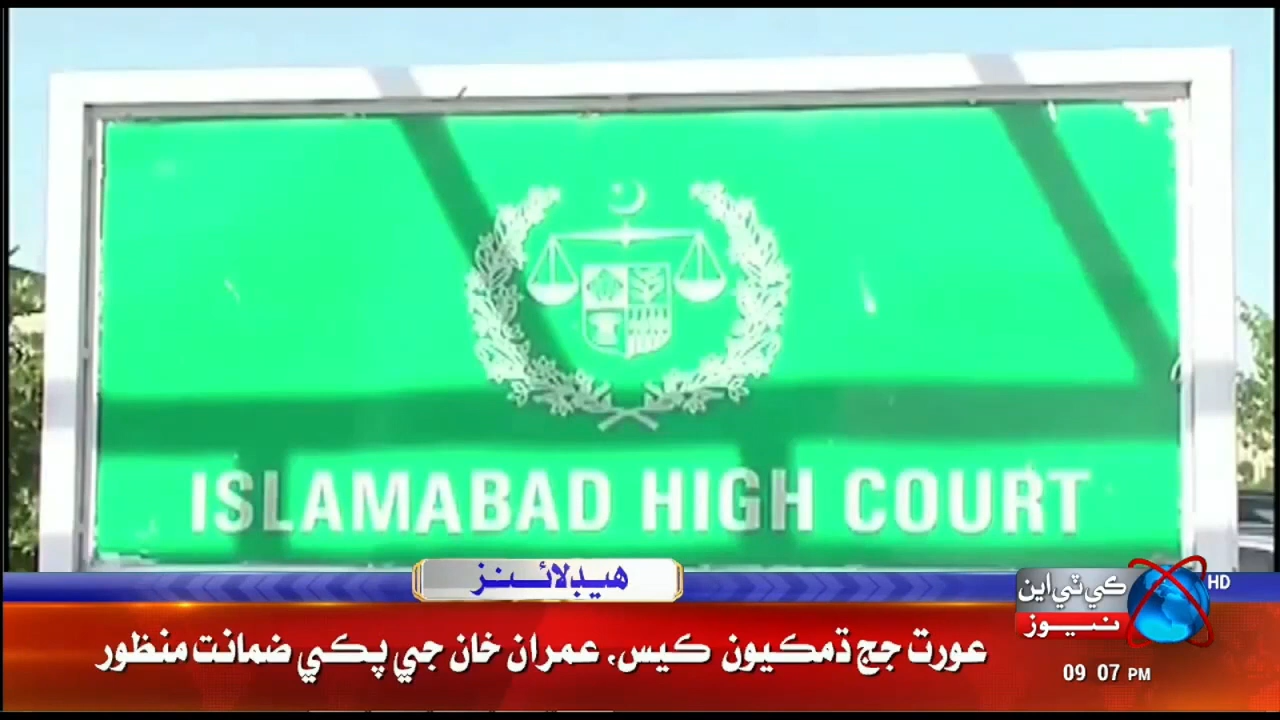 ISLAMABAD HIGH COURT
هيڊلائينز
ڪي ٽي اين
نيوز
HD
عورت جج ڌمڪيون ڪيس، عمران خان جي پڪي ضمانت منظور
09 07 PM